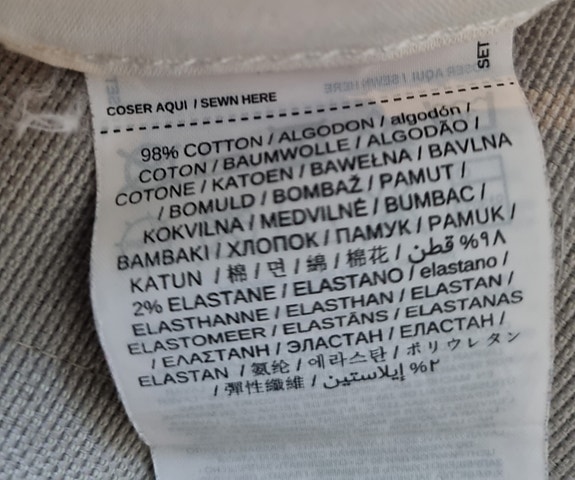 SET
COSER AQUI / SEWN HERE
98% COTTON / ALGODON / algodón /
COTON / BAUMWOLLE / ALGODÃO /
COTONE / KATOEN / BAWEŁNA / BAVLNA
/ BOMULD / BOMBAŽ / PAMUT /
KOKVILNA / MEDVILNĖ / BUMBAC /
BAMBAKI / ХЛОПОК / ПАМУК / PAMUK /
KATUN / 棉 / 면 / 绵 / 棉花 / قطن %٩٨
2% ELASTANE / ELASTANO / elastano /
ELASTHANNE / ELASTHAN / ELASTAN /
ELASTOMEER / ELASTĀNS / ELASTANAS
/ ΕΛΑΣΤΑΝΗ / ЭЛАСТАН / ЕЛАСТАН /
ELASTAN / 氨纶 / 에라스탄 / ポリウレタン
/ 彈性纖維 / إيلاستين %٢